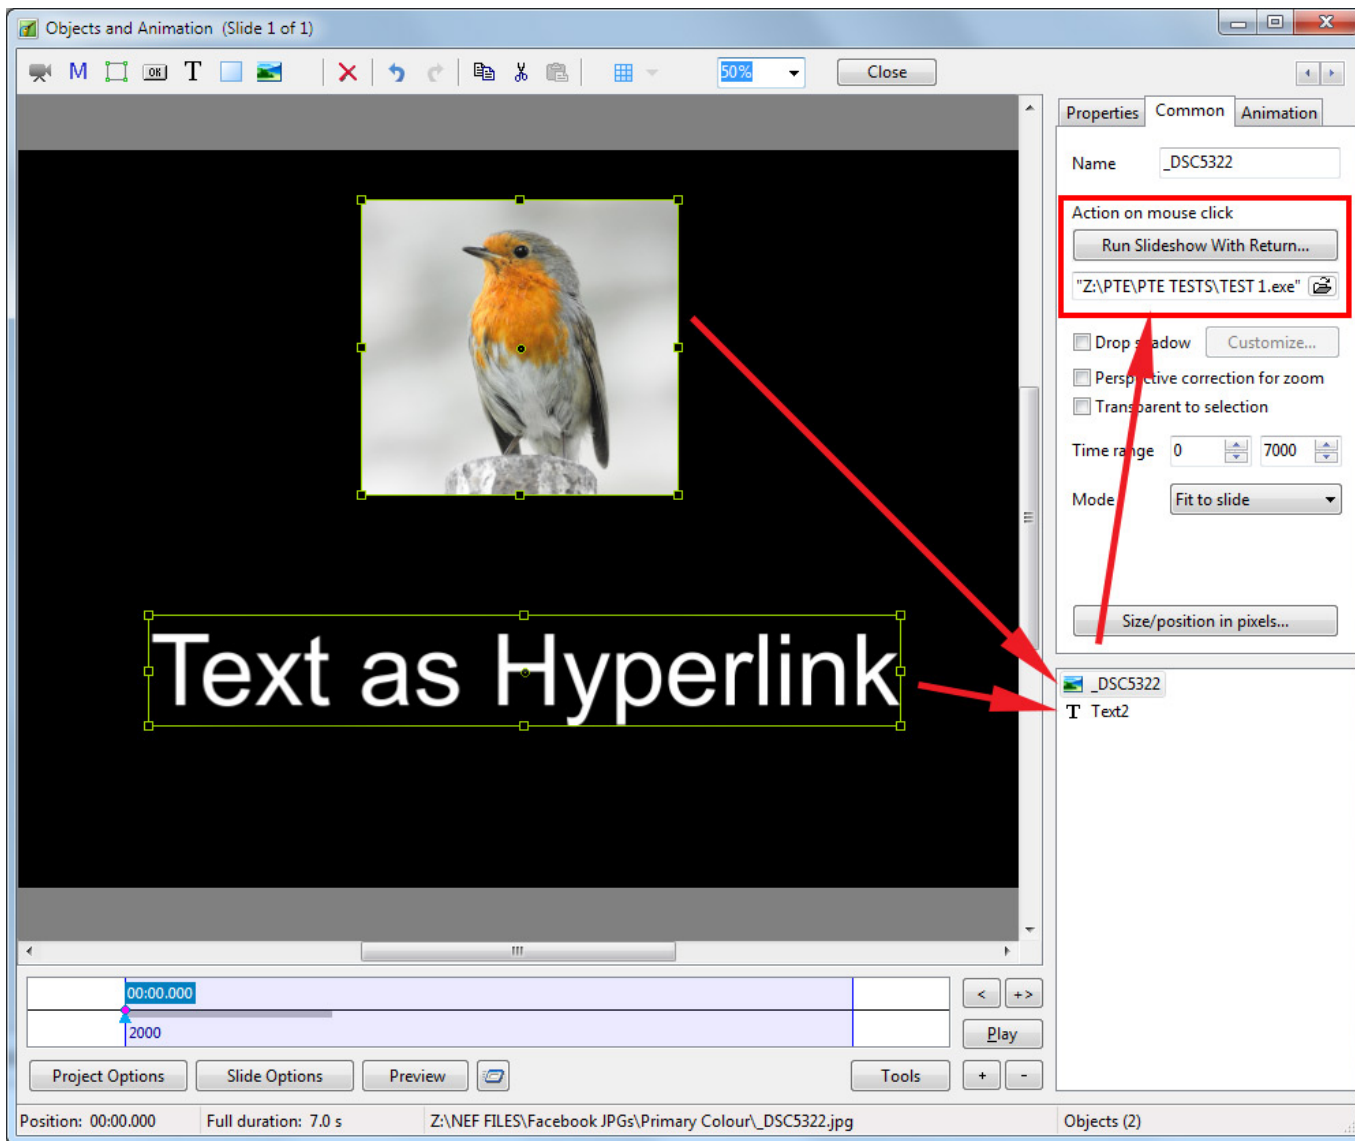 Objects and Animation (Slide 1 of 1)
M OK T 50% Close
Properties Common Animation
Name _DSC5322
Action on mouse click
Run Slideshow With Return...
"Z:\PTE\PTE TESTS\TEST 1.exe"
Drop shadow Customize...
Perspective correction for zoom
Transparent to selection
Time range 0 7000
Mode Fit to slide
Size/position in pixels...
Text as Hyperlink
_DSC5322
T Text2
00:00.000
2000
< +>
Play
Project Options Slide Options Preview Tools + -
Position: 00:00.000 Full duration: 7.0 s Z:\NEF FILES\Facebook JPGs\Primary Colour\_DSC5322.jpg Objects (2)